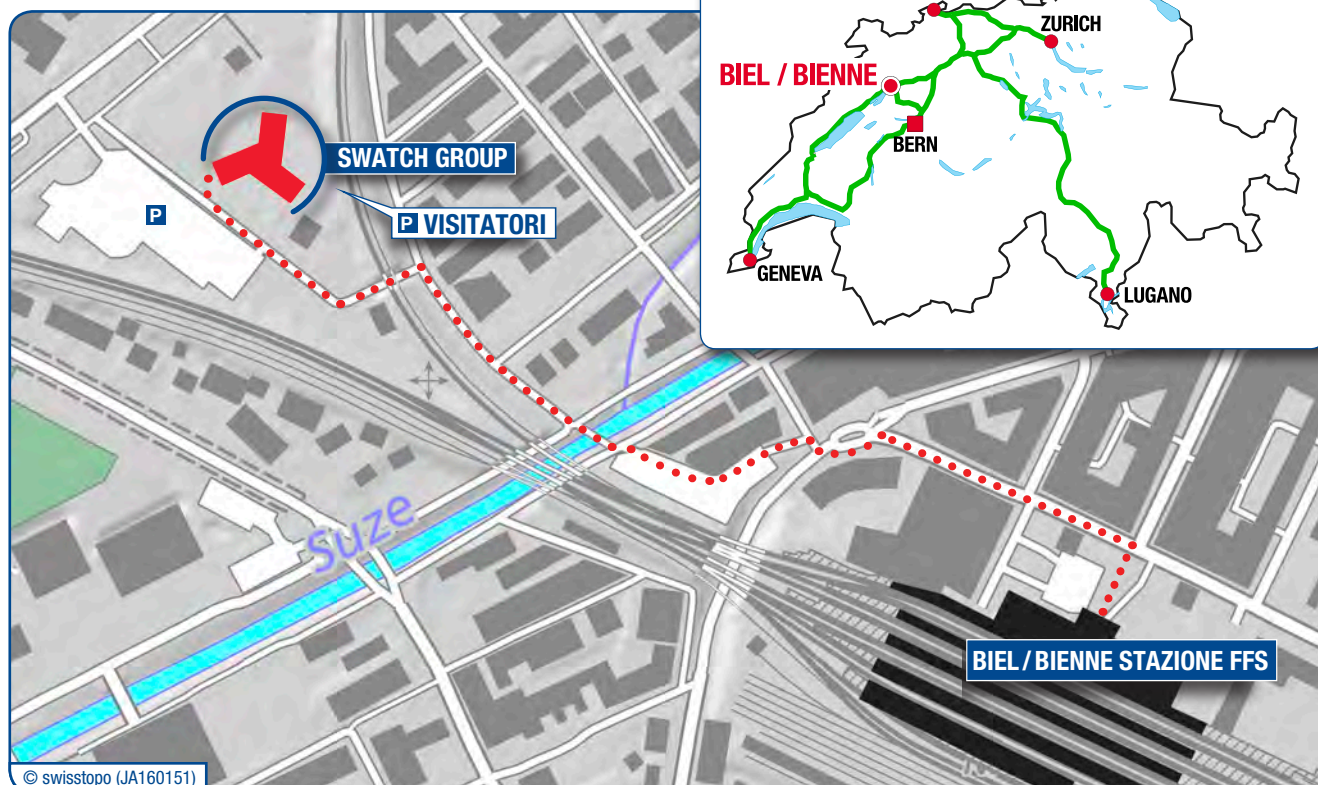 ZURICH
BIEL / BIENNE
BERN
GENEVA
LUGANO
SWATCH GROUP
P VISITATORI
P
Suze
BIEL / BIENNE STAZIONE FFS
© swisstopo (JA160151)